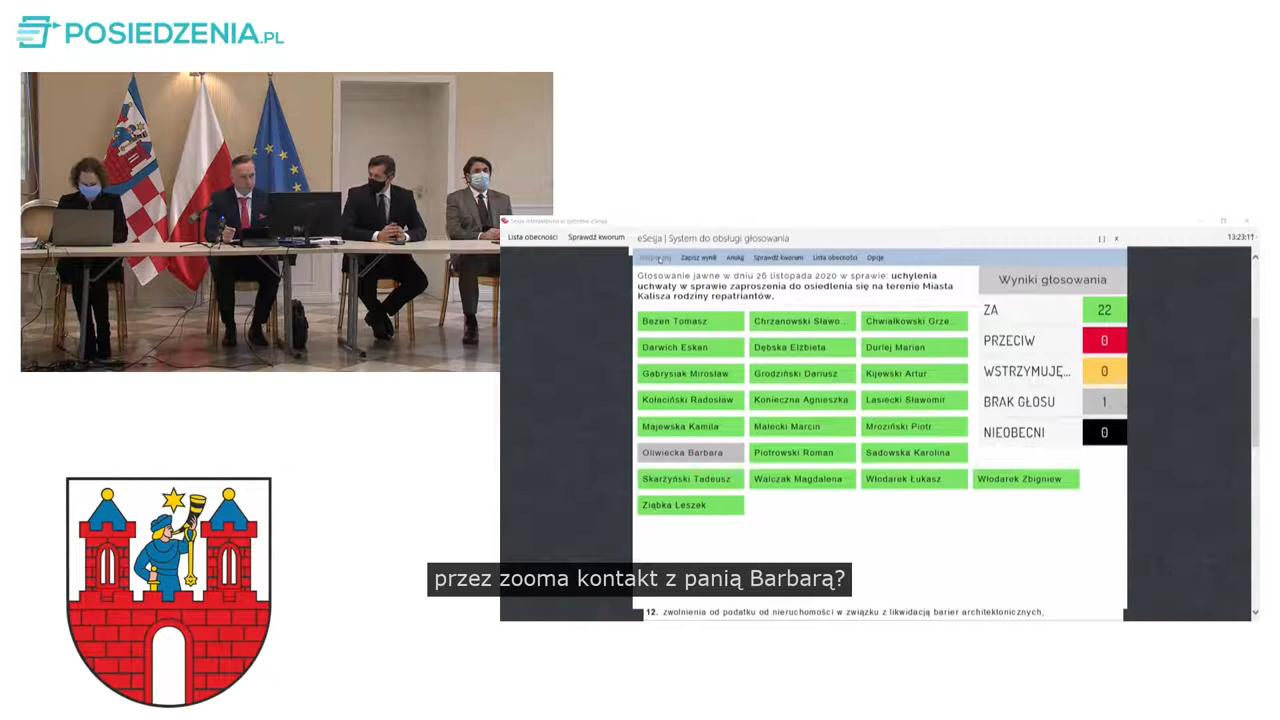 POSIEDZENIA.PL
Sesja interaktywna w systemie eSesja
Lista obecności Sprawdź kworum eSesja | System do obsługi głosowania [ ] x 13:23:11
Zapisz wynik Anuluj Sprawdź kworum Lista obecności Opcje
Głosowanie jawne w dniu 26 listopada 2020 w sprawie: uchylenia
uchwały w sprawie zaproszenia do osiedlenia się na terenie Miasta
Kalisza rodziny repatriantów.
Wyniki głosowania
ZA 22
PRZECIW 0
WSTRZYMUJĘ... 0
BRAK GŁOSU 1
NIEOBECNI 0
Bezen Tomasz Chrzanowski Sławo... Chwiałkowski Grze...
Darwich Eskan Dębska Elżbieta Durlej Marian
Gabrysiak Mirosław Grodziński Dariusz Kijewski Artur
Kołaciński Radosław Konieczna Agnieszka Lasiecki Sławomir
Majewska Kamila Małecki Marcin Mroziński Piotr
Oliwiecka Barbara Piotrowski Roman Sadowska Karolina
Skarżyński Tadeusz Walczak Magdalena Włodarek Łukasz Włodarek Zbigniew
Ziąbka Leszek
przez zooma kontakt z panią Barbarą?
12. zwolnienia od podatku od nieruchomości w związku z likwidacją barier architektonicznych,